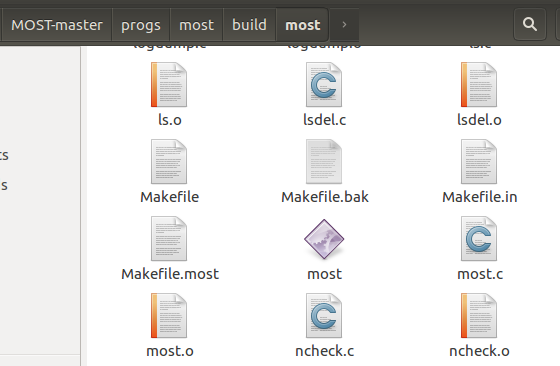 MOST-master progs most build most
ls.o lsdel.c lsdel.o
Makefile Makefile.bak Makefile.in
Makefile.most most most.c
most.o ncheck.c ncheck.o